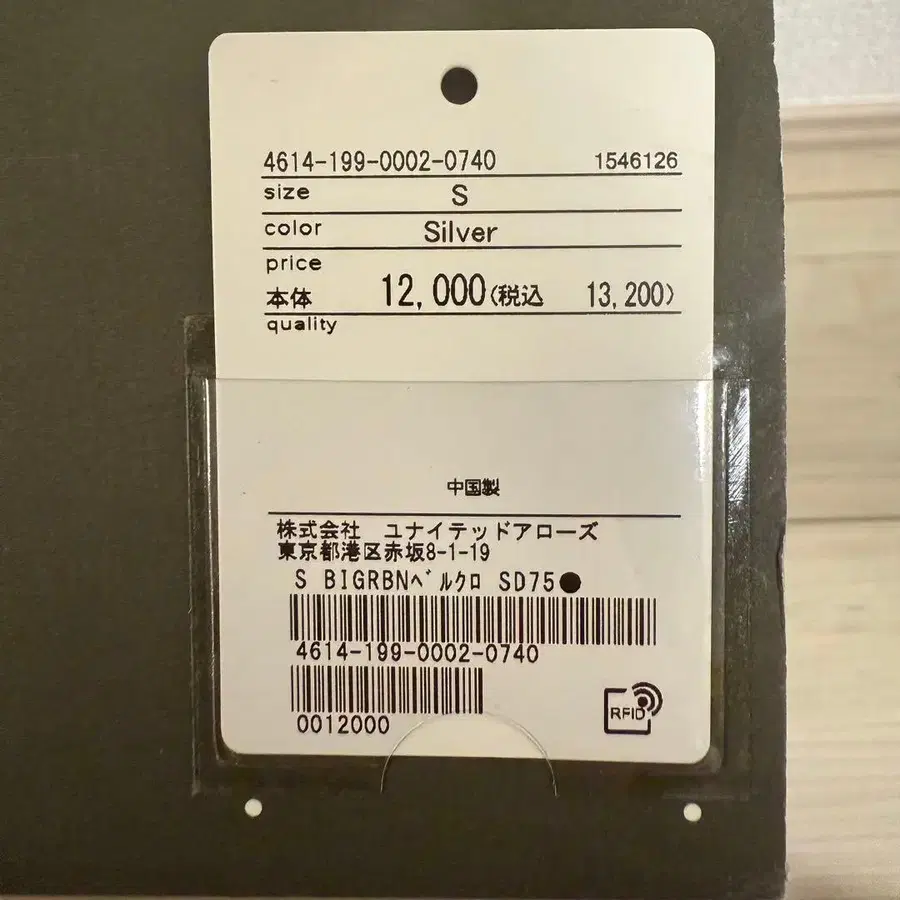 4614-199-0002-0740 1546126
size S
color Silver
price
本体 12,000(税込 13,200)
quality
中国製
株式会社 ユナイテッドアローズ
東京都港区赤坂8-1-19
S BIGRBNベルクロ SD75●
4614-199-0002-0740
0012000
RFID